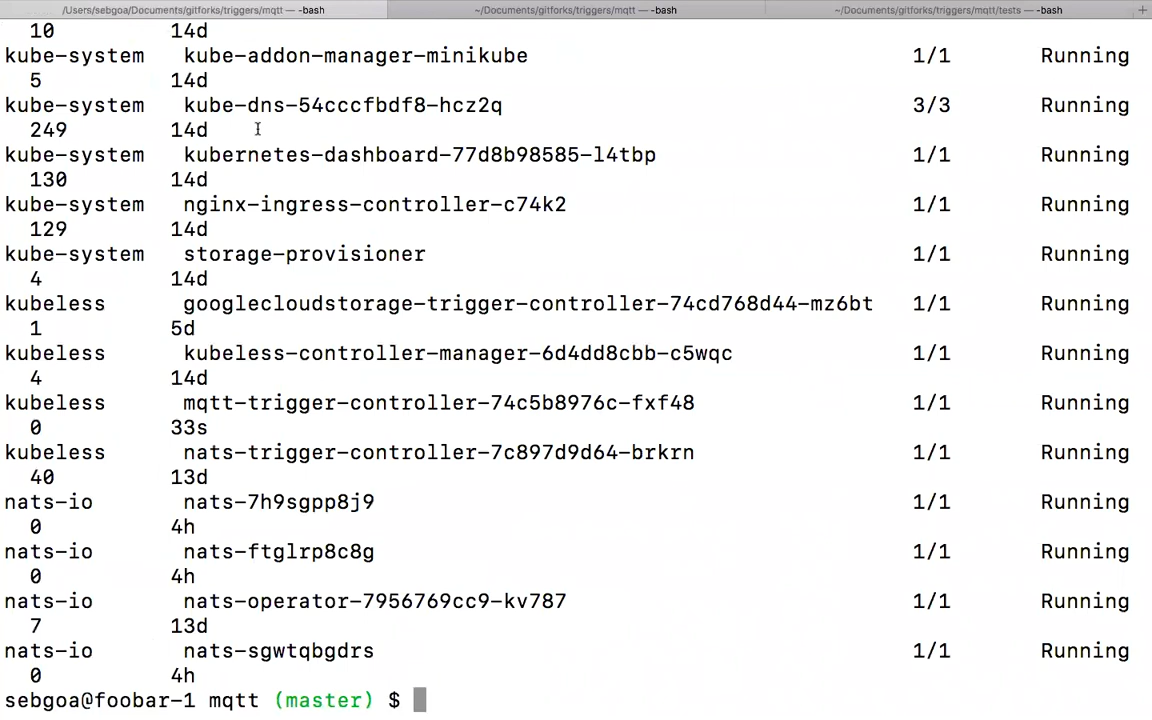 /Users/sebgoa/Documents/gitforks/triggers/mqtt — -bash ~/Documents/gitforks/triggers/mqtt — -bash ~/Documents/gitforks/triggers/mqtt/tests — -bash +
10 14d
kube-system kube-addon-manager-minikube 1/1 Running
5 14d
kube-system kube-dns-54cccfbdf8-hcz2q 3/3 Running
249 14d
kube-system kubernetes-dashboard-77d8b98585-l4tbp 1/1 Running
130 14d
kube-system nginx-ingress-controller-c74k2 1/1 Running
129 14d
kube-system storage-provisioner 1/1 Running
4 14d
kubeless googlecloudstorage-trigger-controller-74cd768d44-mz6bt 1/1 Running
1 5d
kubeless kubeless-controller-manager-6d4dd8cbb-c5wqc 1/1 Running
4 14d
kubeless mqtt-trigger-controller-74c5b8976c-fxf48 1/1 Running
0 33s
kubeless nats-trigger-controller-7c897d9d64-brkrn 1/1 Running
40 13d
nats-io nats-7h9sgpp8j9 1/1 Running
0 4h
nats-io nats-ftglrp8c8g 1/1 Running
0 4h
nats-io nats-operator-7956769cc9-kv787 1/1 Running
7 13d
nats-io nats-sgwtqbgdrs 1/1 Running
0 4h
sebgoa@foobar-1 mqtt (master) $